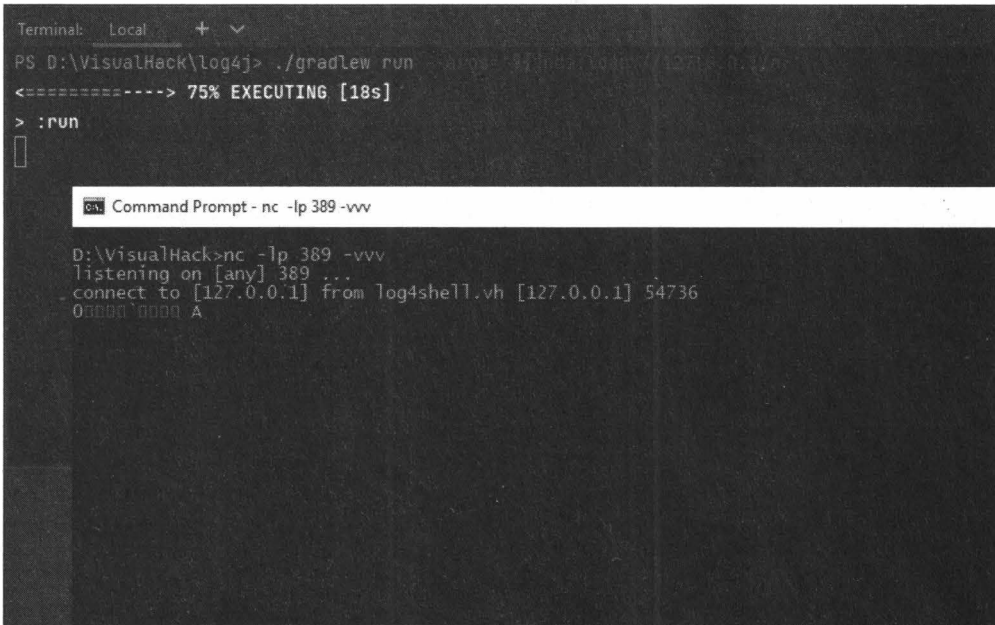 Terminal: Local + ⌄
PS D:\VisualHack\log4j> ./gradlew run
<=========----> 75% EXECUTING [18s]
> :run
C:\. Command Prompt - nc -lp 389 -vvv
D:\VisualHack>nc -lp 389 -vvv
listening on [any] 389 ...
connect to [127.0.0.1] from log4shell.vh [127.0.0.1] 54736
0□□□□`□□□□ A